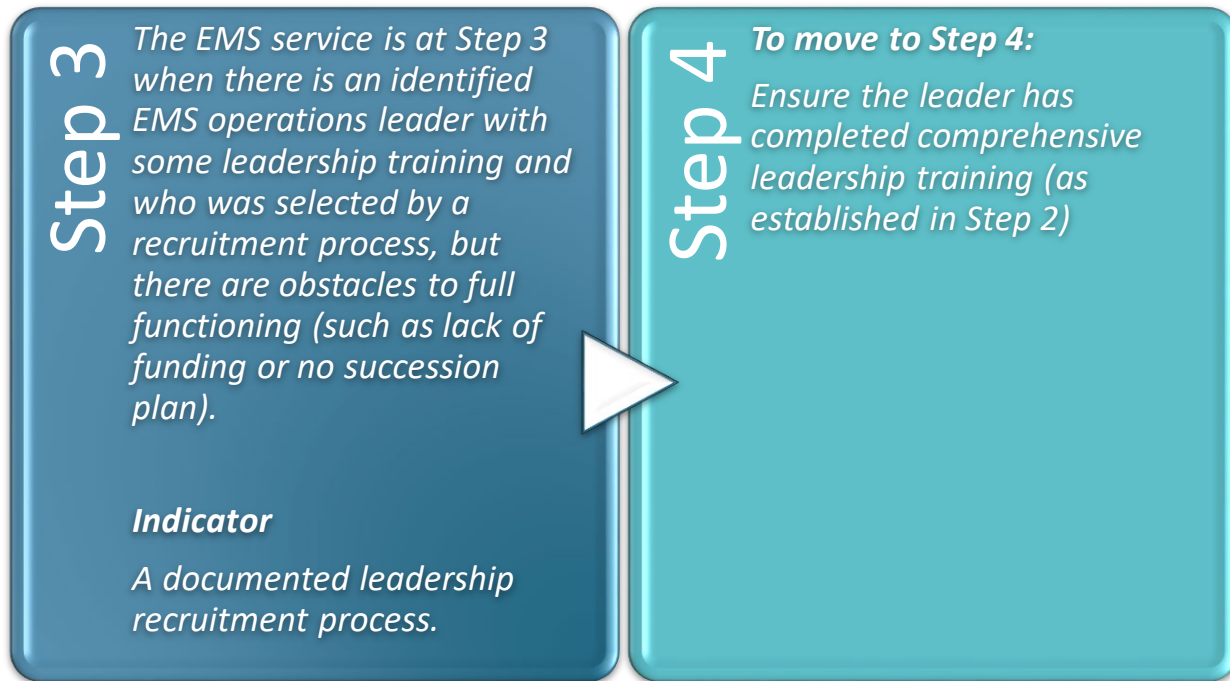 Step 3
The EMS service is at Step 3
when there is an identified
EMS operations leader with
some leadership training and
who was selected by a
recruitment process, but
there are obstacles to full
functioning (such as lack of
funding or no succession
plan).
Indicator
A documented leadership
recruitment process.
Step 4
To move to Step 4:
Ensure the leader has
completed comprehensive
leadership training (as
established in Step 2)